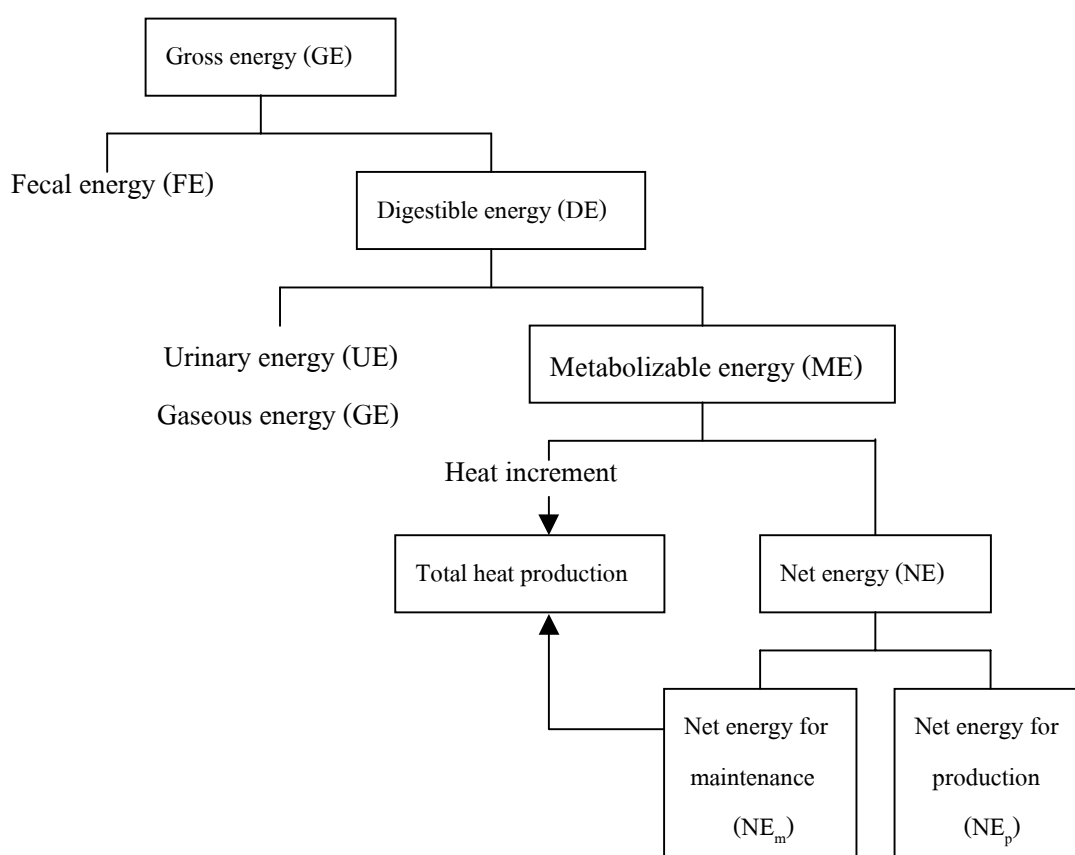 Gross energy (GE)
Fecal energy (FE)
Digestible energy (DE)
Urinary energy (UE)
Gaseous energy (GE)
Metabolizable energy (ME)
Heat increment
Total heat production
Net energy (NE)
Net energy for
maintenance
(NEm)
Net energy for
production
(NEp)